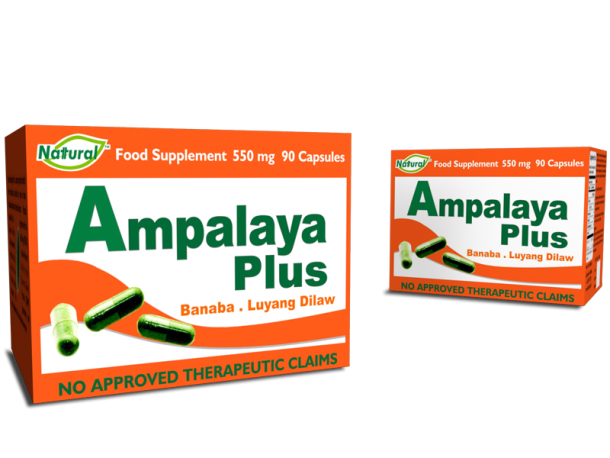 Natural
Food Supplement 550 mg 90 Capsules
Ampalaya
Plus
Banaba . Luyang Dilaw
NO APPROVED THERAPEUTIC CLAIMS
Natural
Food Supplement 550 mg 90 Capsules
Ampalaya
Plus
Banaba . Luyang Dilaw
NO APPROVED THERAPEUTIC CLAIMS